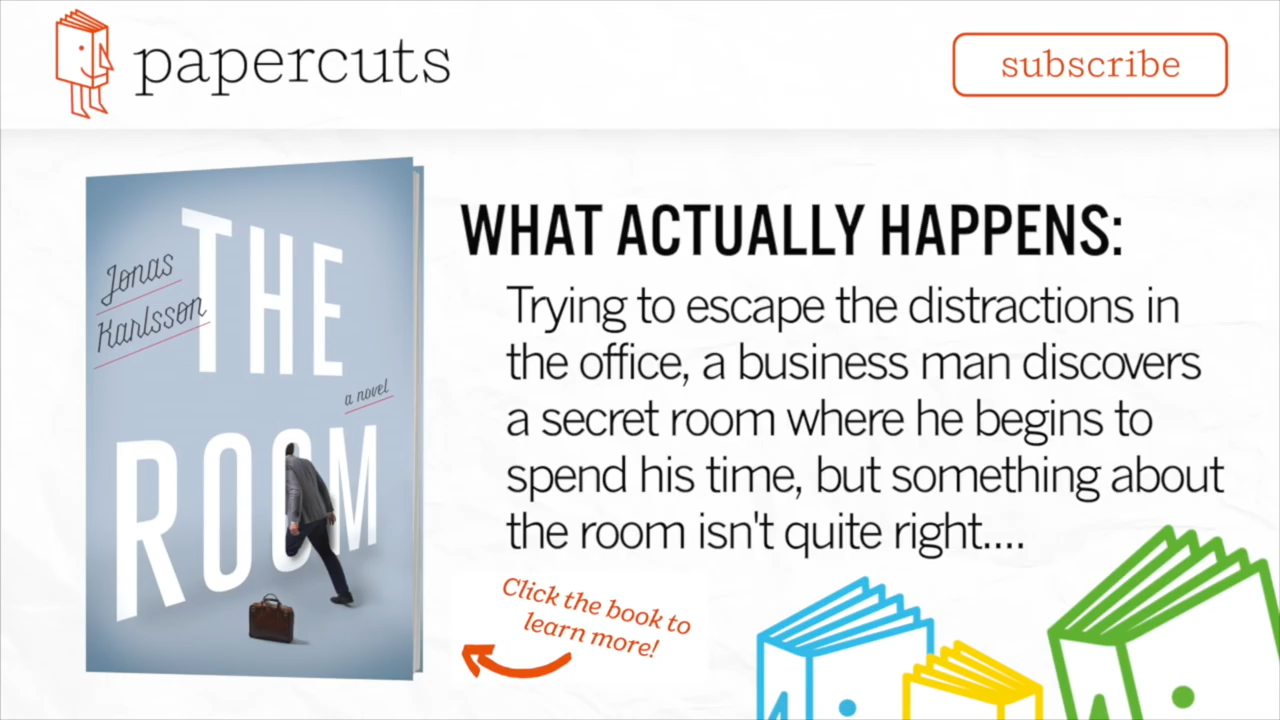 papercuts
subscribe
Jonas
Karlsson
THE
a novel
ROOM
WHAT ACTUALLY HAPPENS:
Trying to escape the distractions in
the office, a business man discovers
a secret room where he begins to
spend his time, but something about
the room isn't quite right....
Click the book to
learn more!